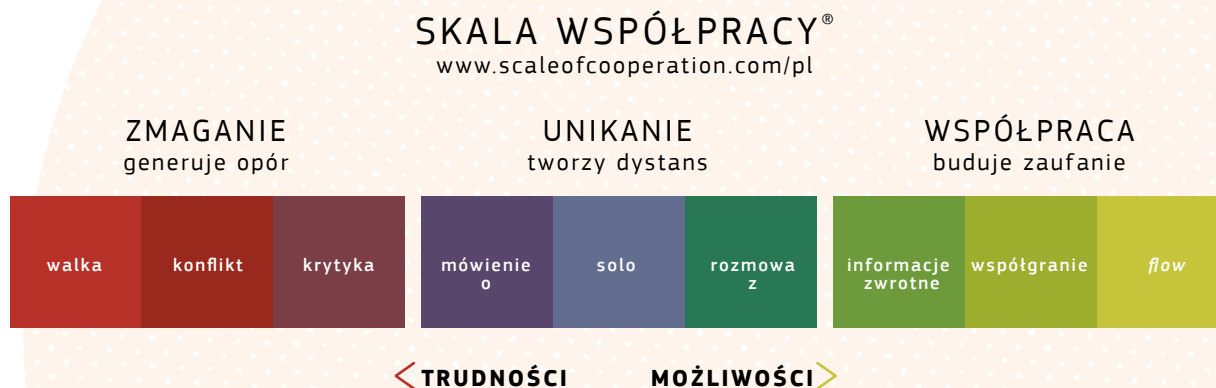 SKALA WSPÓŁPRACY®
www.scaleofcooperation.com/pl
ZMAGANIE
generuje opór
UNIKANIE
tworzy dystans
WSPÓŁPRACA
buduje zaufanie
walka
konflikt
krytyka
mówienie
o
solo
rozmowa
z
informacje
zwrotne
współgranie
flow
TRUDNOŚCI
MOŻLIWOŚCI